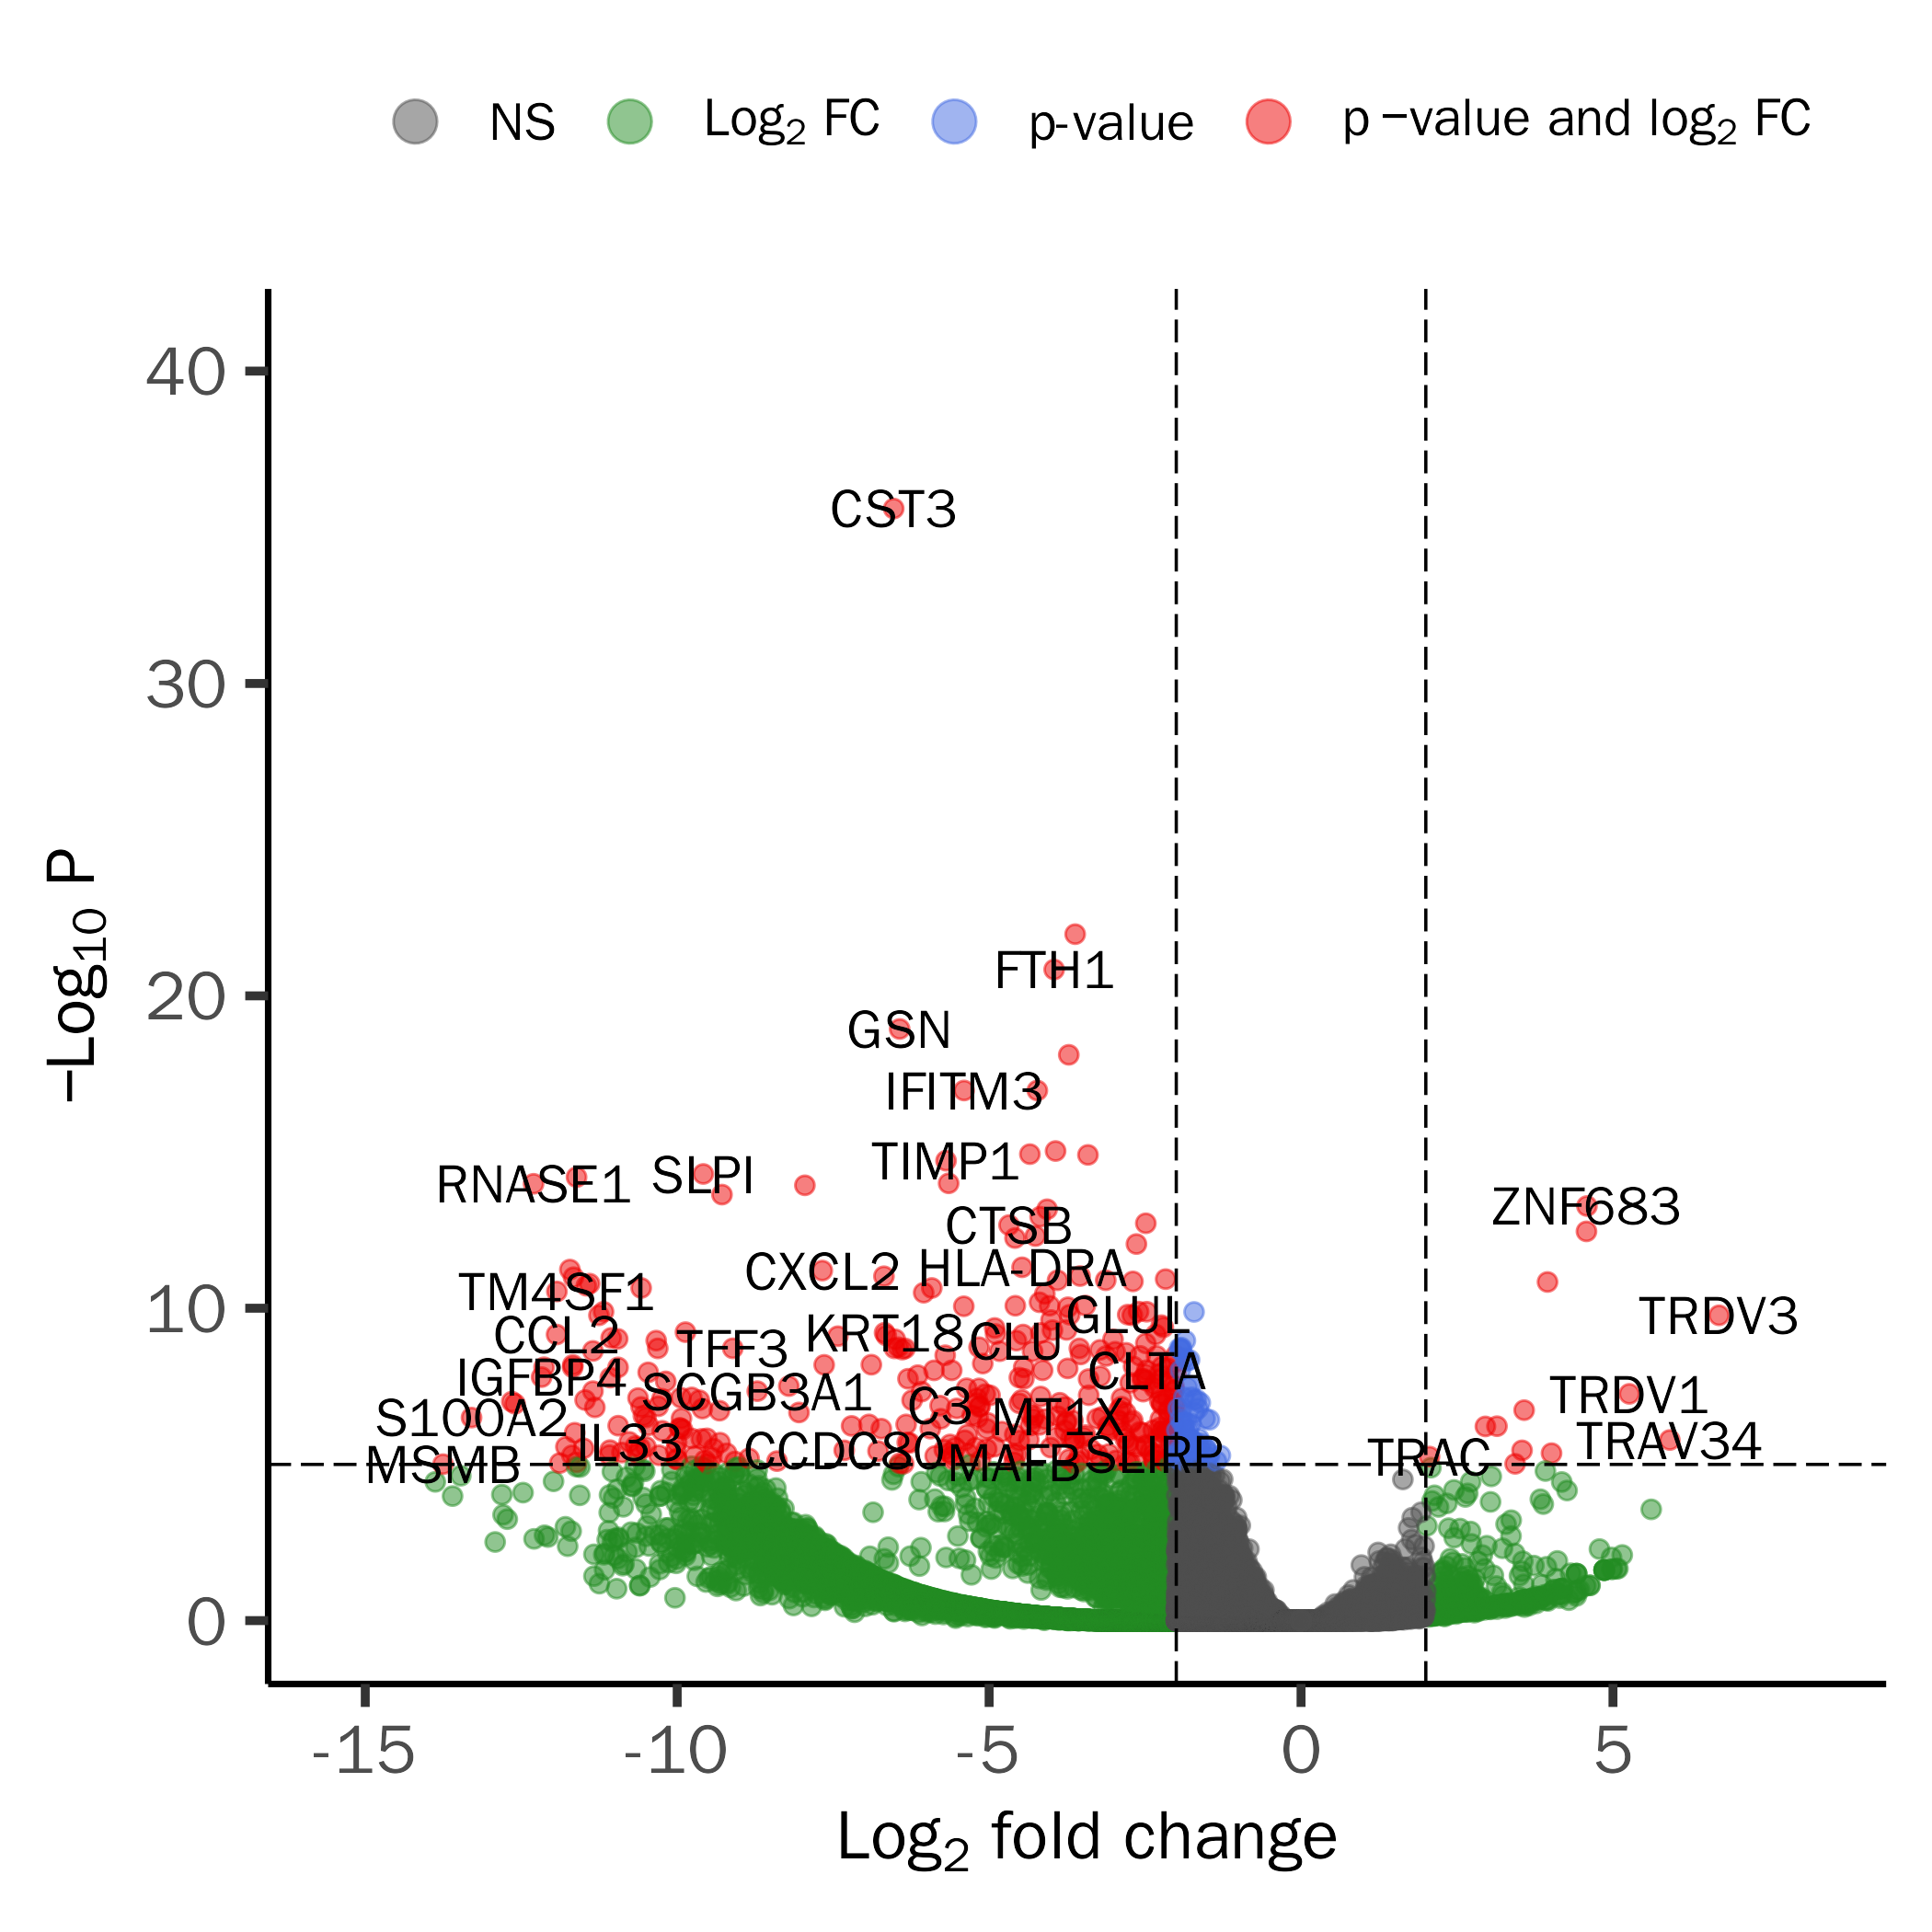 NS Log2 FC p-value p −value and log2 FC
40
CST3
30
FTH1
20
GSN
IFITM3
TIMP1
RNASE1 SLPI
ZNF683
CTSB
CXCL2 HLA-DRA
TM4SF1
10
GLUL TRDV3
CCL2 TFF3 KRT18 CLU
IGFBP4 CLTA
SCGB3A1 C3 TRDV1
S100A2 MT1X
IL33 CCDC80 SLIRP TRAV34
MSMB MAFB TRAC
0
-15 -10 -5 0 5
Log2 fold change
−Log10 P